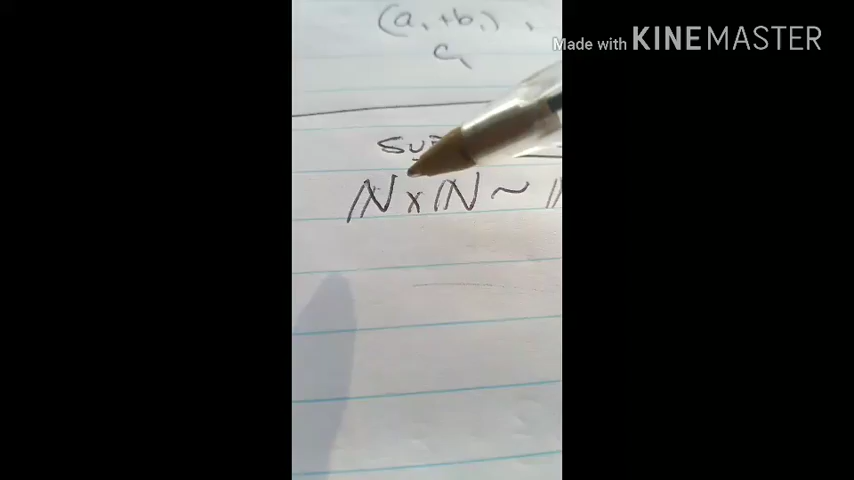 (a₁+b₁),
c₁
Made with KINEMASTER
ℕ×ℕ~